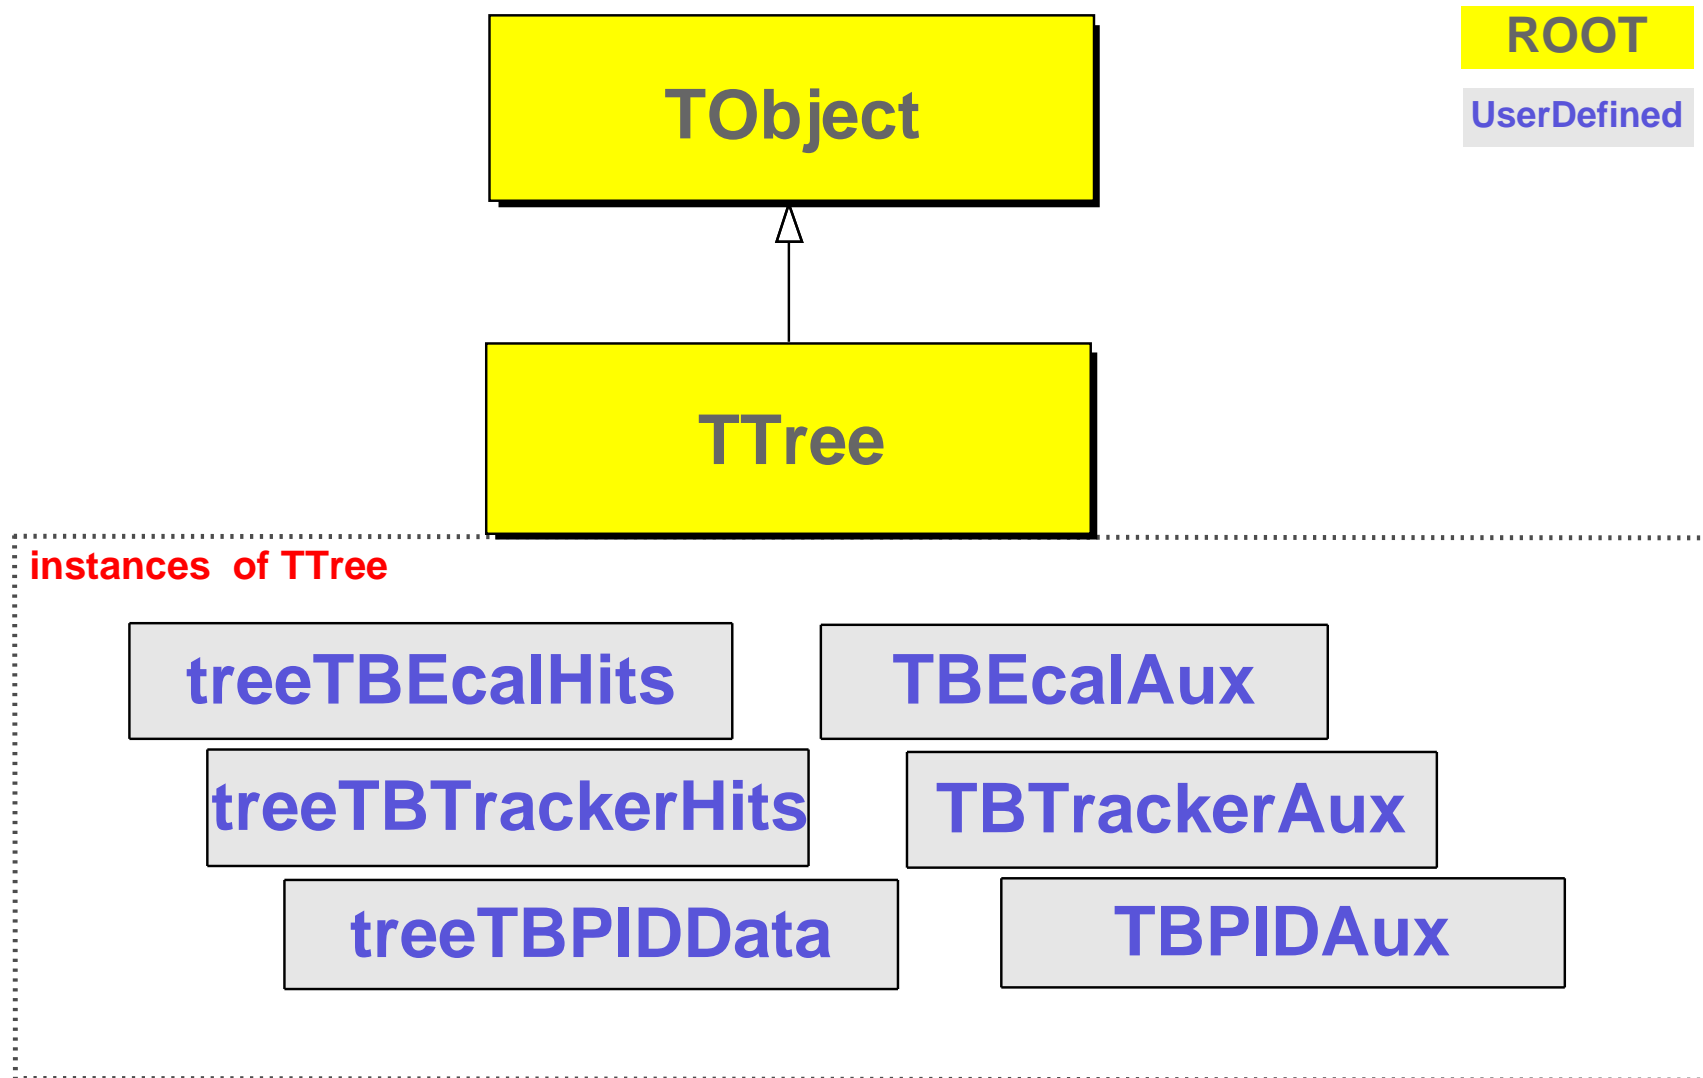 ROOT
TObject
UserDefined
TTree
instances of TTree
treeTBEcalHits
TBEcalAux
treeTBTrackerHits
TBTrackerAux
treeTBPIDData
TBPIDAux